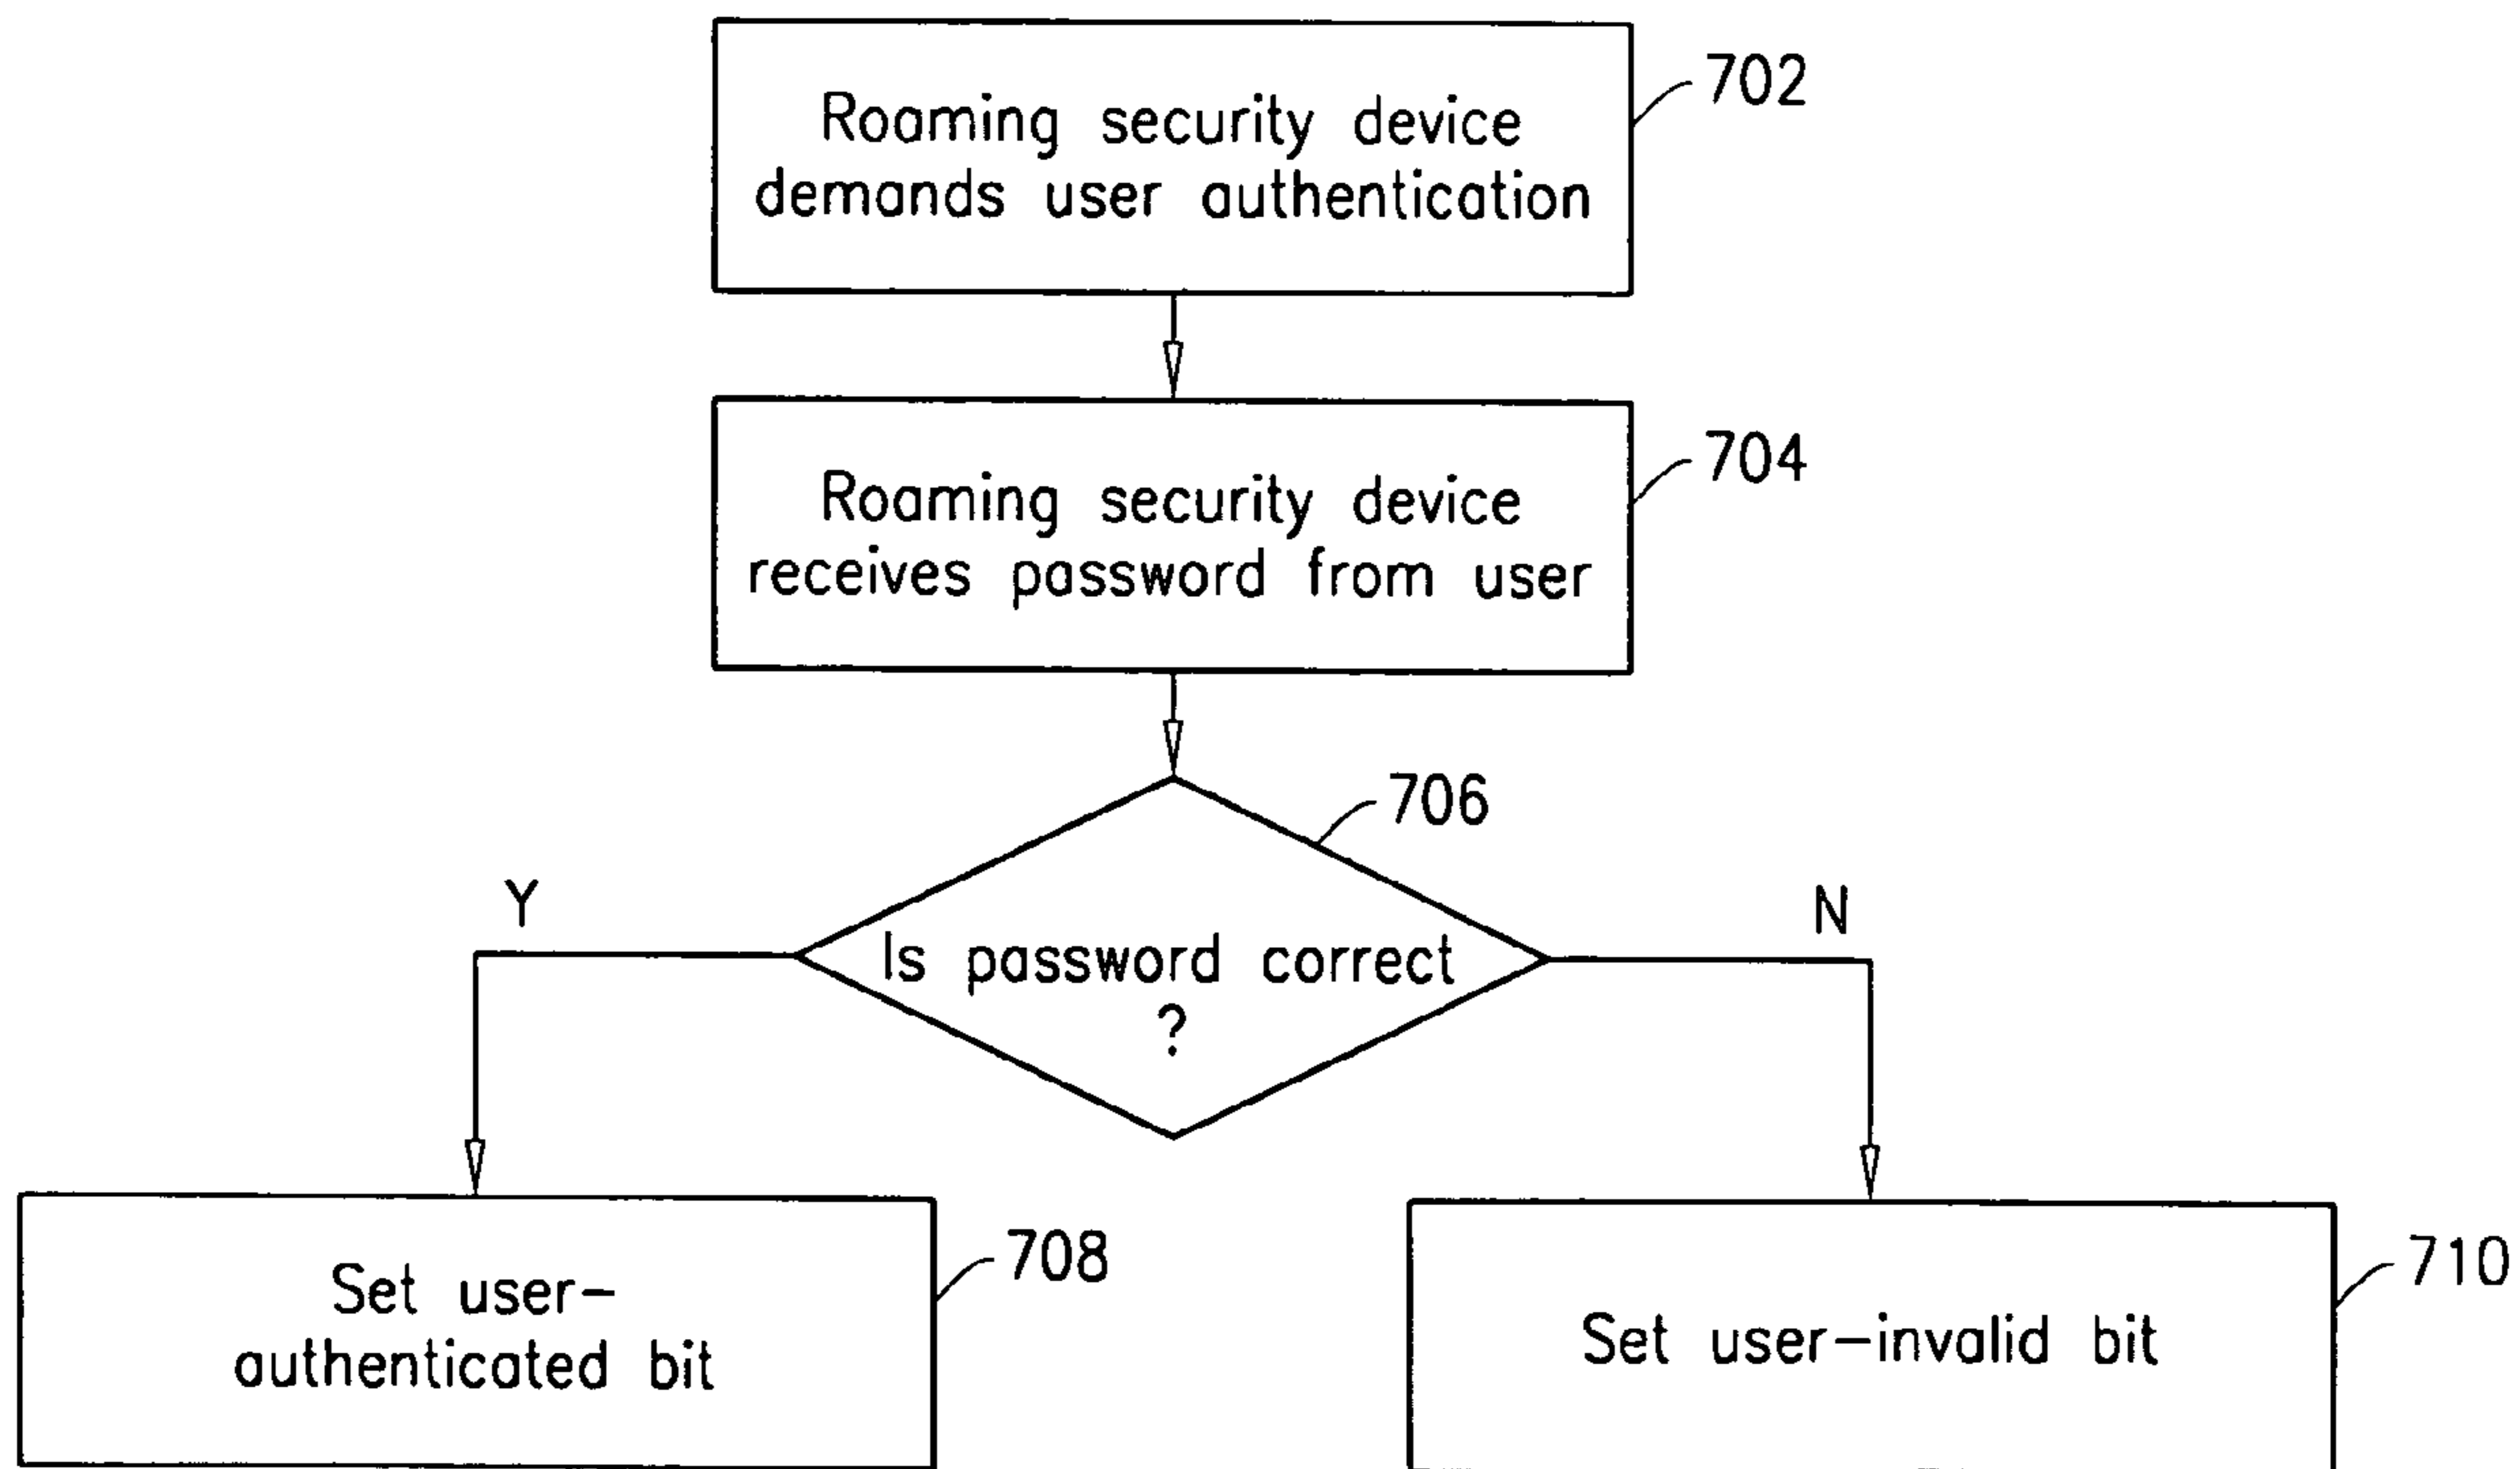 Roaming security device
demands user authentication
702
Roaming security device
receives password from user
704
706
Y
N
Is password correct
?
Set user-
authenticated bit
708
Set user-invalid bit
710